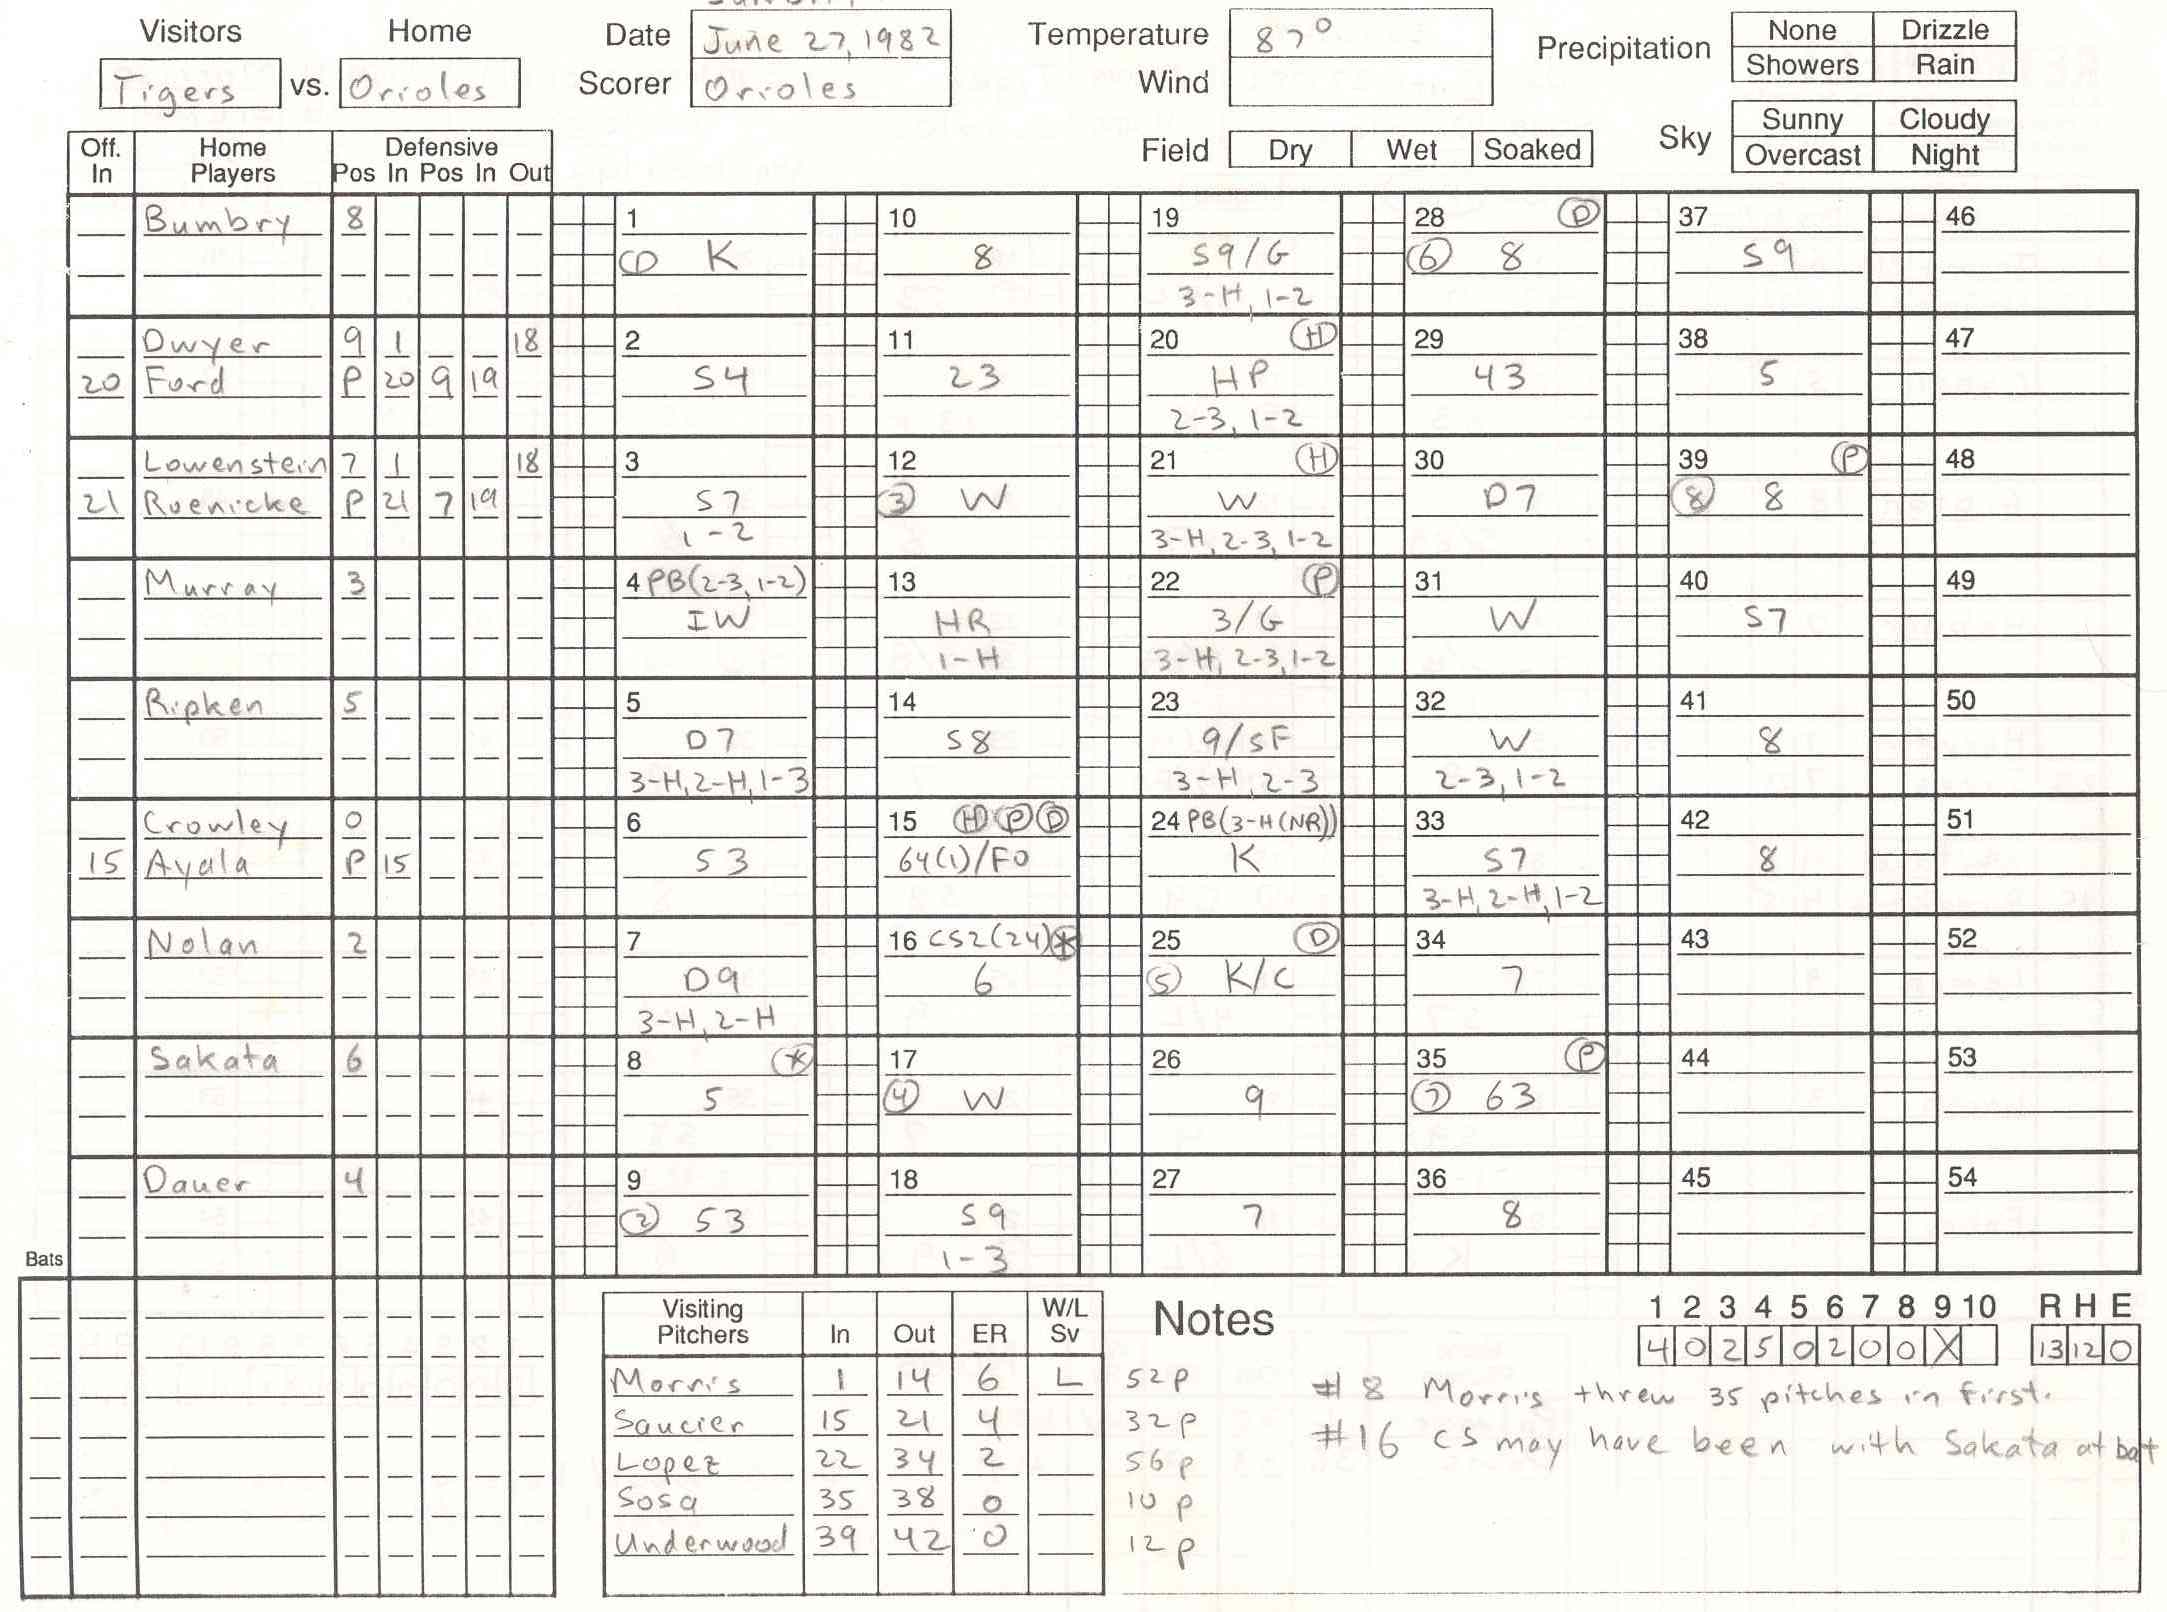 Visitors Home
Tigers vs. Orioles
Date June 27, 1982
Scorer Orioles
Temperature 87°
Wind
Precipitation None Drizzle
Showers Rain
Field Dry Wet Soaked
Sky Sunny Cloudy
Overcast Night
Off. In Home Players Defensive
Pos In Pos In Out
Bumbry 8
1 10 19 28 (D) 37 46
(1) K 8 S9/G (6) 8 S9
3-H, 1-2
Dwyer 9 1 18
2 11 20 (H) 29 38 47
20 Ford P 20 9 19
S4 23 HP 43 5
2-3, 1-2
Lowenstein 7 1 18
3 12 21 (H) 30 39 (P) 48
21 Roenicke P 21 7 19
S7 (3) W W D7 (8) 8
1-2 3-H, 2-3, 1-2
Murray 3
4 PB(2-3, 1-2) 13 22 (P) 31 40 49
IW HR 3/G W S7
1-H 3-H, 2-3, 1-2
Ripken 5
5 14 23 32 41 50
D7 S8 9/SF W 8
3-H, 2-H, 1-3 3-H, 2-3 2-3, 1-2
Crowley 0
6 15 (H) (P) (D) 24 PB(3-H(NR)) 33 42 51
15 Ayala P 15
53 64(1)/FO K S7 8
3-H, 2-H, 1-2
Nolan 2
7 16 CS2(24) (*) 25 (D) 34 43 52
D9 6 (5) K/C 7
3-H, 2-H
Sakata 6
8 (*) 17 26 35 (P) 44 53
5 (4) W 9 (7) 63
Dauer 4
9 18 27 36 45 54
(2) 53 S9 7 8
1-3
Bats
Visiting Pitchers In Out ER W/L Sv
Morris 1 14 6 L 52 p
Saucier 15 21 4 32 p
Lopez 22 34 2 56 p
Sosa 35 38 0 10 p
Underwood 39 42 0 12 p
Notes
1 2 3 4 5 6 7 8 9 10 R H E
4 0 2 5 0 2 0 0 X 13 12 0
#8 Morris threw 35 pitches in first.
#16 CS may have been with Sakata at bat